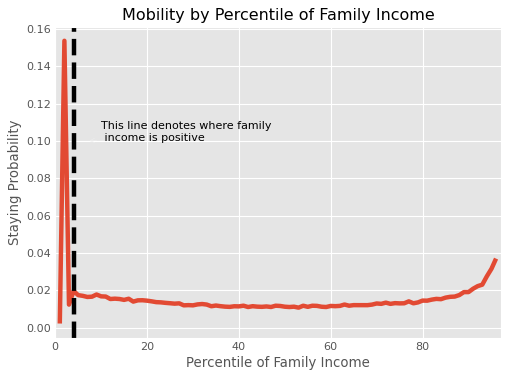 Mobility by Percentile of Family Income
0.16
0.14
0.12
0.10
0.08
0.06
0.04
0.02
0.00
Staying Probability
This line denotes where family
income is positive
0
20
40
60
80
Percentile of Family Income